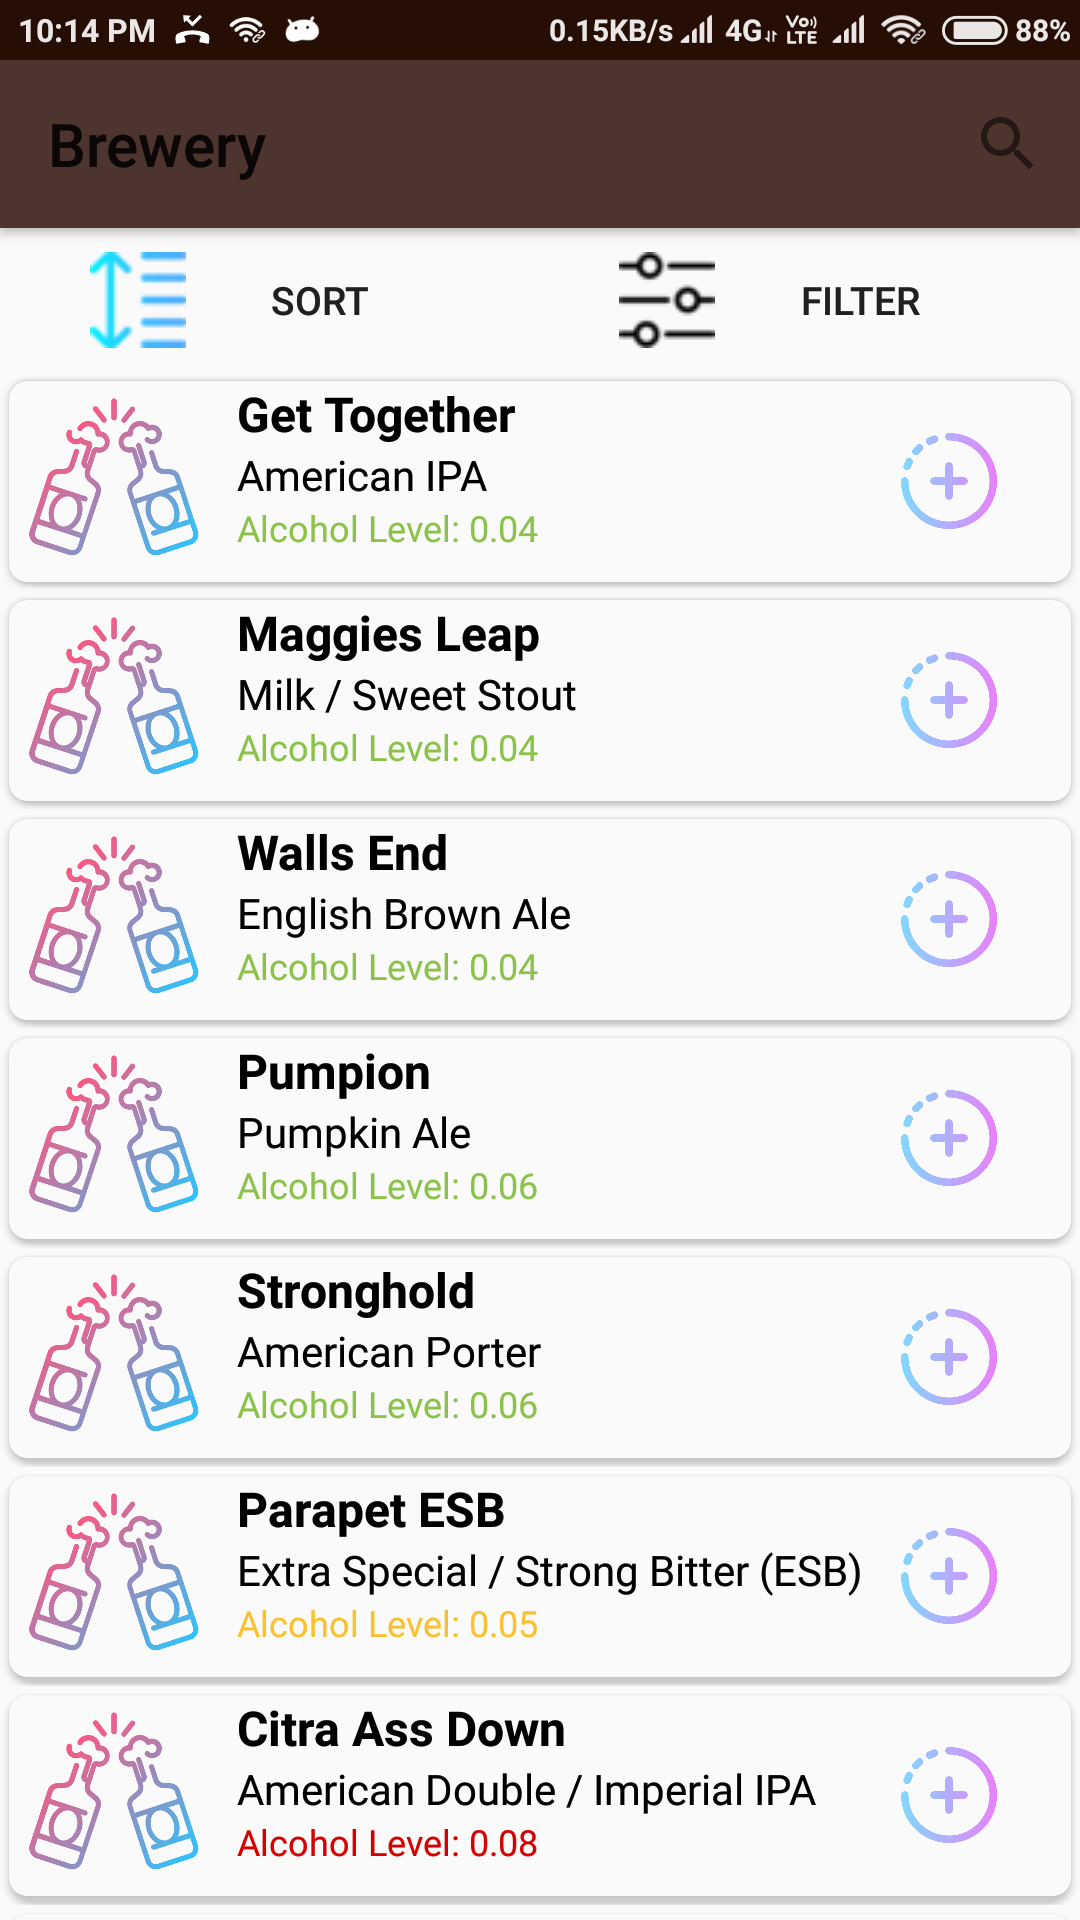 10:14 PM 0.15KB/s 4G Vo) LTE 88%
Brewery
SORT FILTER
Get Together
American IPA
Alcohol Level: 0.04
Maggies Leap
Milk / Sweet Stout
Alcohol Level: 0.04
Walls End
English Brown Ale
Alcohol Level: 0.04
Pumpion
Pumpkin Ale
Alcohol Level: 0.06
Stronghold
American Porter
Alcohol Level: 0.06
Parapet ESB
Extra Special / Strong Bitter (ESB)
Alcohol Level: 0.05
Citra Ass Down
American Double / Imperial IPA
Alcohol Level: 0.08